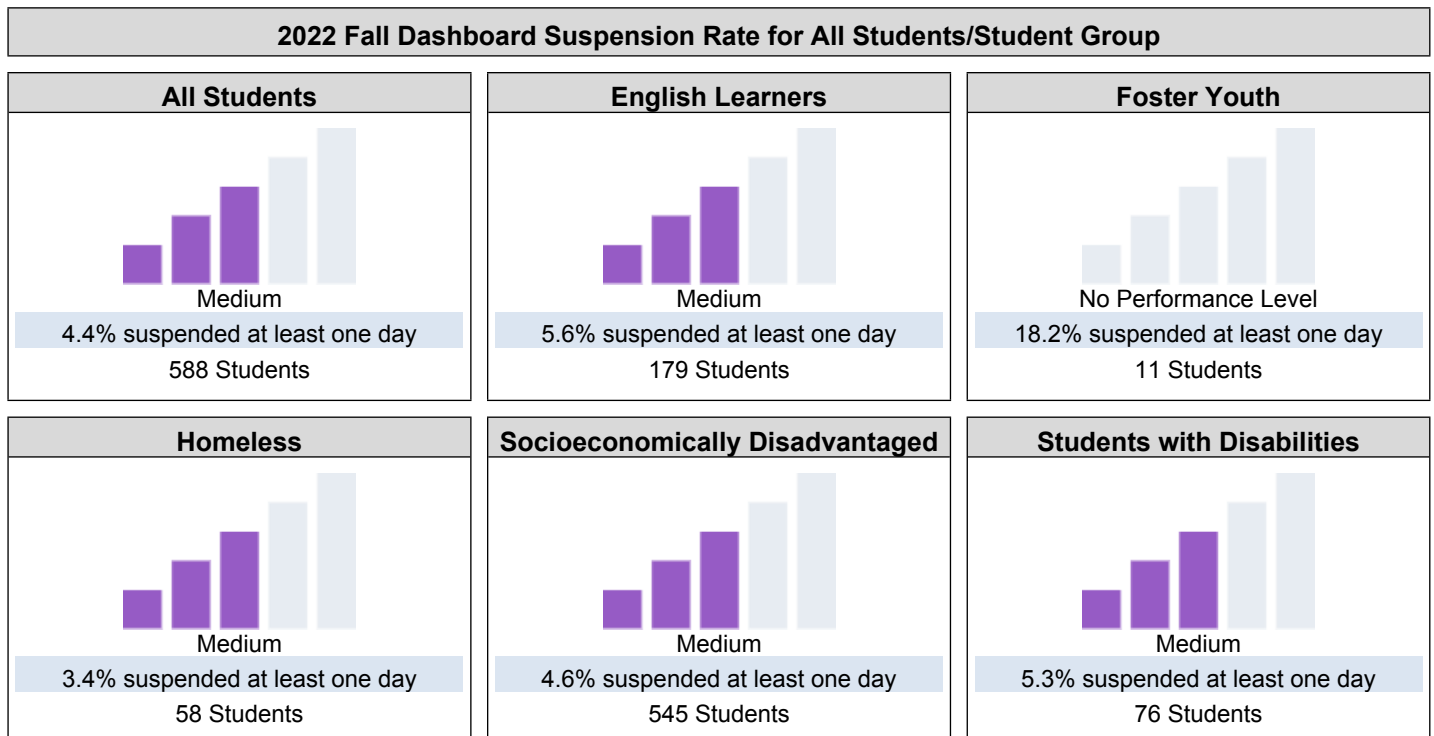 2022 Fall Dashboard Suspension Rate for All Students/Student Group
All Students
Medium
4.4% suspended at least one day
588 Students
English Learners
Medium
5.6% suspended at least one day
179 Students
Foster Youth
No Performance Level
18.2% suspended at least one day
11 Students
Homeless
Medium
3.4% suspended at least one day
58 Students
Socioeconomically Disadvantaged
Medium
4.6% suspended at least one day
545 Students
Students with Disabilities
Medium
5.3% suspended at least one day
76 Students